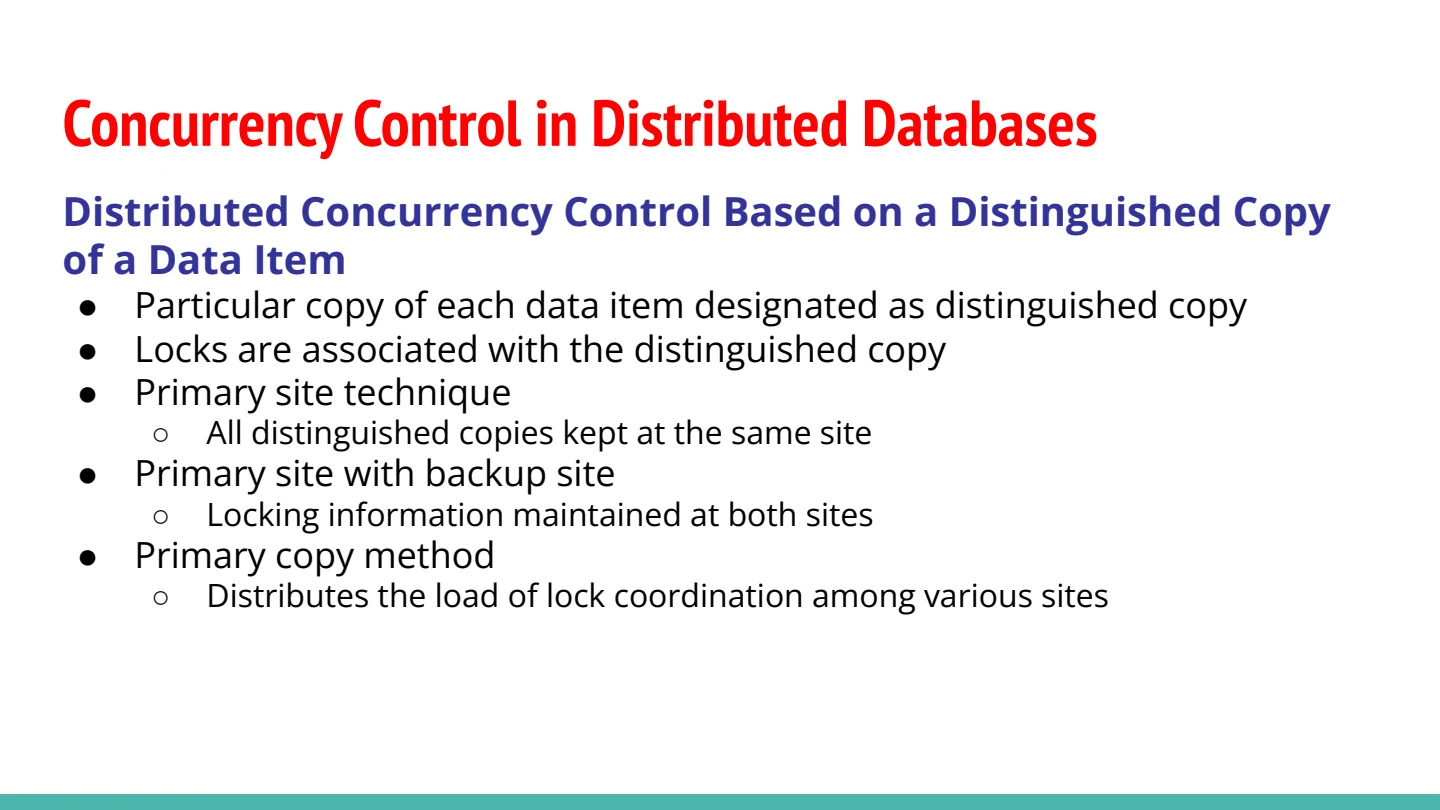 Concurrency Control in Distributed Databases
Distributed Concurrency Control Based on a Distinguished Copy
of a Data Item
● Particular copy of each data item designated as distinguished copy
● Locks are associated with the distinguished copy
● Primary site technique
○ All distinguished copies kept at the same site
● Primary site with backup site
○ Locking information maintained at both sites
● Primary copy method
○ Distributes the load of lock coordination among various sites